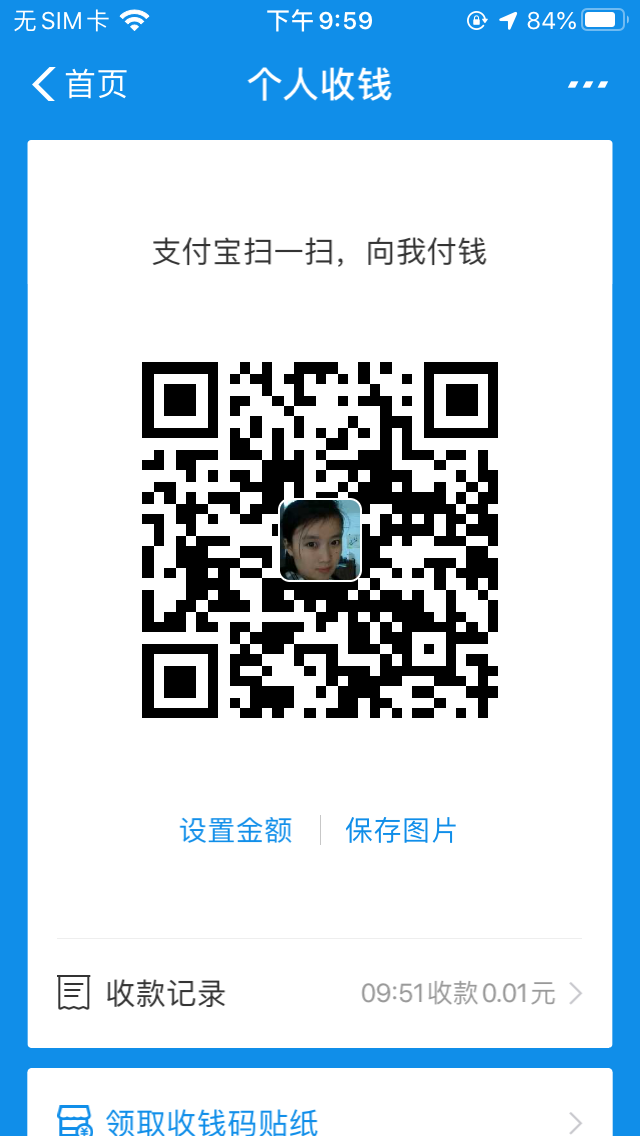 无SIM卡 下午9:59 84%
首页 个人收钱
支付宝扫一扫，向我付钱
设置金额 保存图片
收款记录 09:51收款0.01元
领取收钱码贴纸